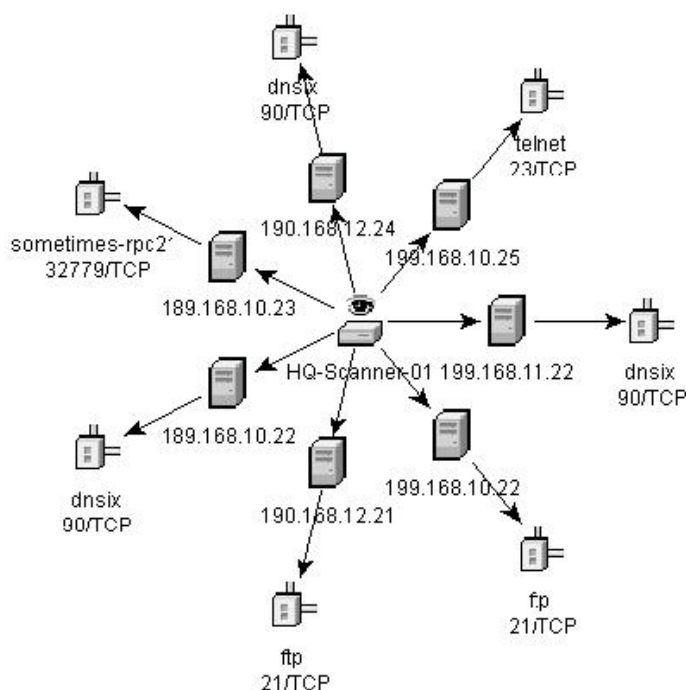 dnsix
90/TCP
telnet
23/TCP
190.168.12.24
199.168.10.25
sometimes-rpc21
32779/TCP
189.168.10.23
HQ-Scanner-01
199.168.11.22
dnsix
90/TCP
189.168.10.22
199.168.10.22
dnsix
90/TCP
190.168.12.21
ftp
21/TCP
ftp
21/TCP